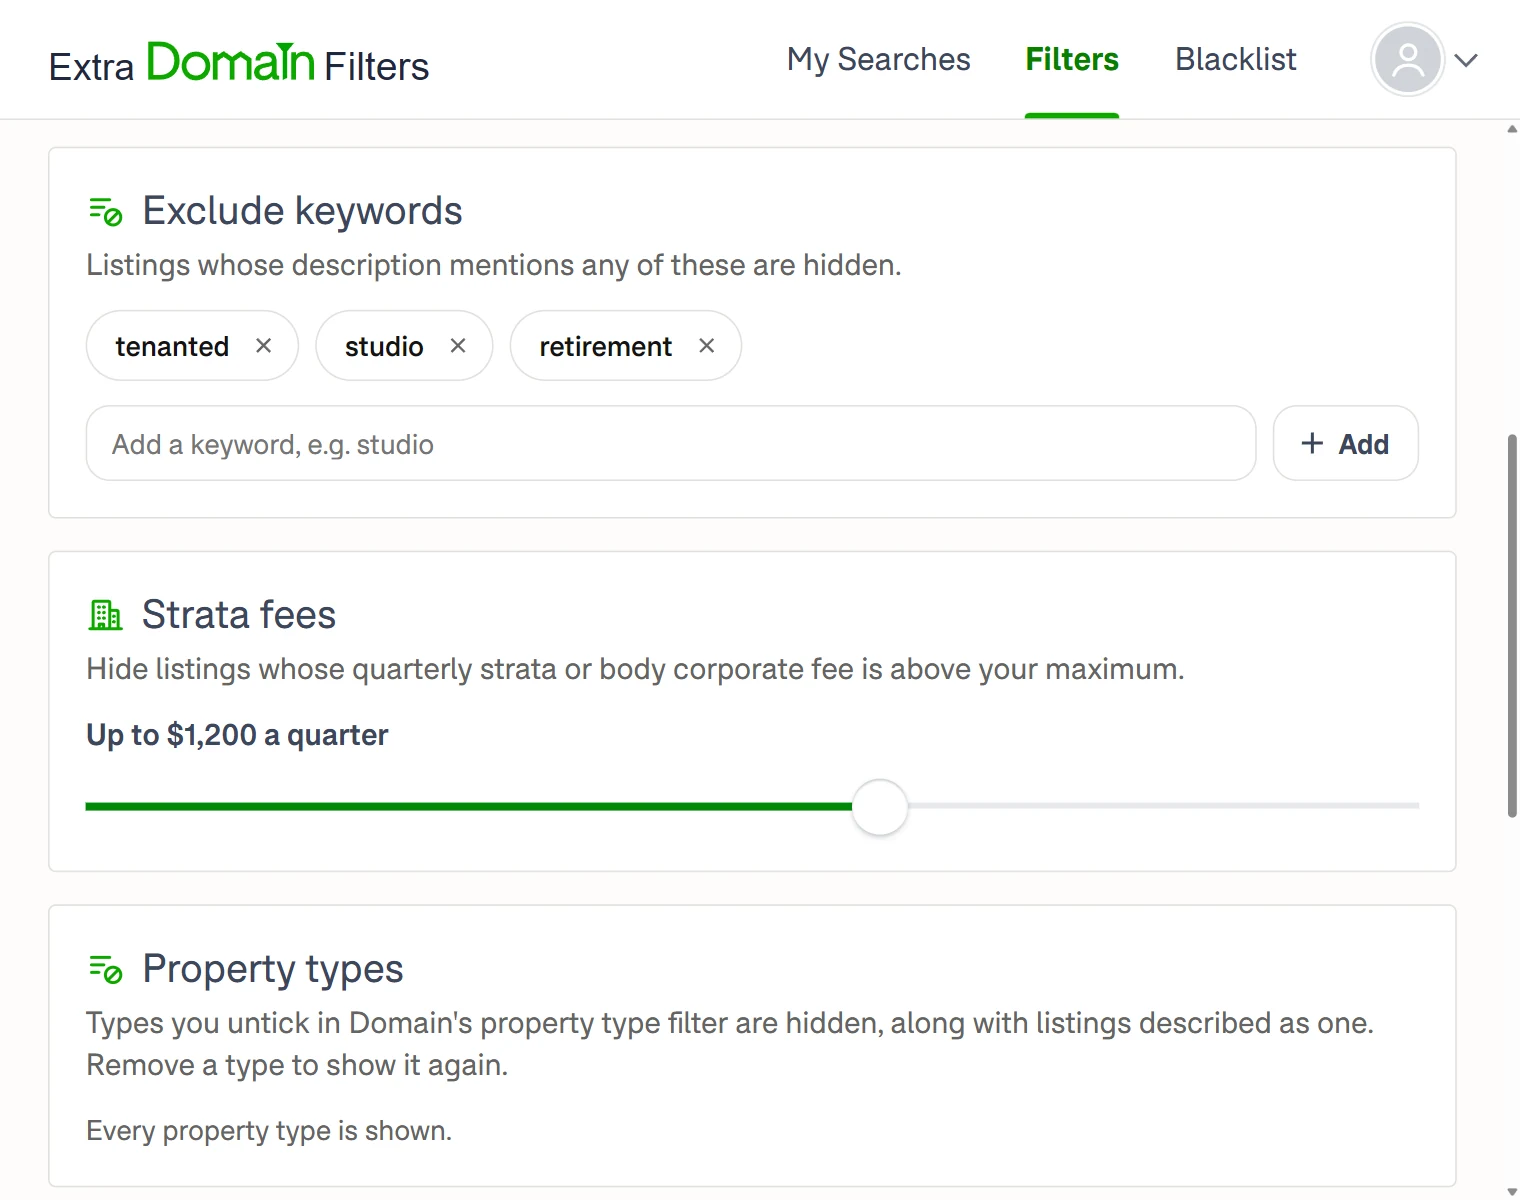 Extra Domain Filters
My Searches
Filters
Blacklist
Exclude keywords
Listings whose description mentions any of these are hidden.
tenanted
studio
retirement
Add a keyword, e.g. studio
Add
Strata fees
Hide listings whose quarterly strata or body corporate fee is above your maximum.
Up to $1,200 a quarter
Property types
Types you untick in Domain's property type filter are hidden, along with listings described as one.
Remove a type to show it again.
Every property type is shown.